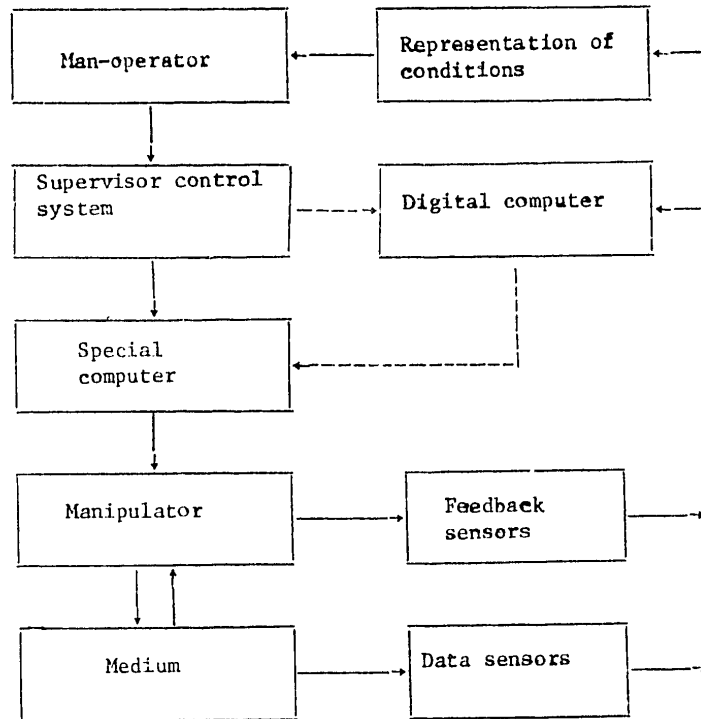 Man-operator
Representation of
conditions
Supervisor control
system
Digital computer
Special
computer
Manipulator
Feedback
sensors
Medium
Data sensors